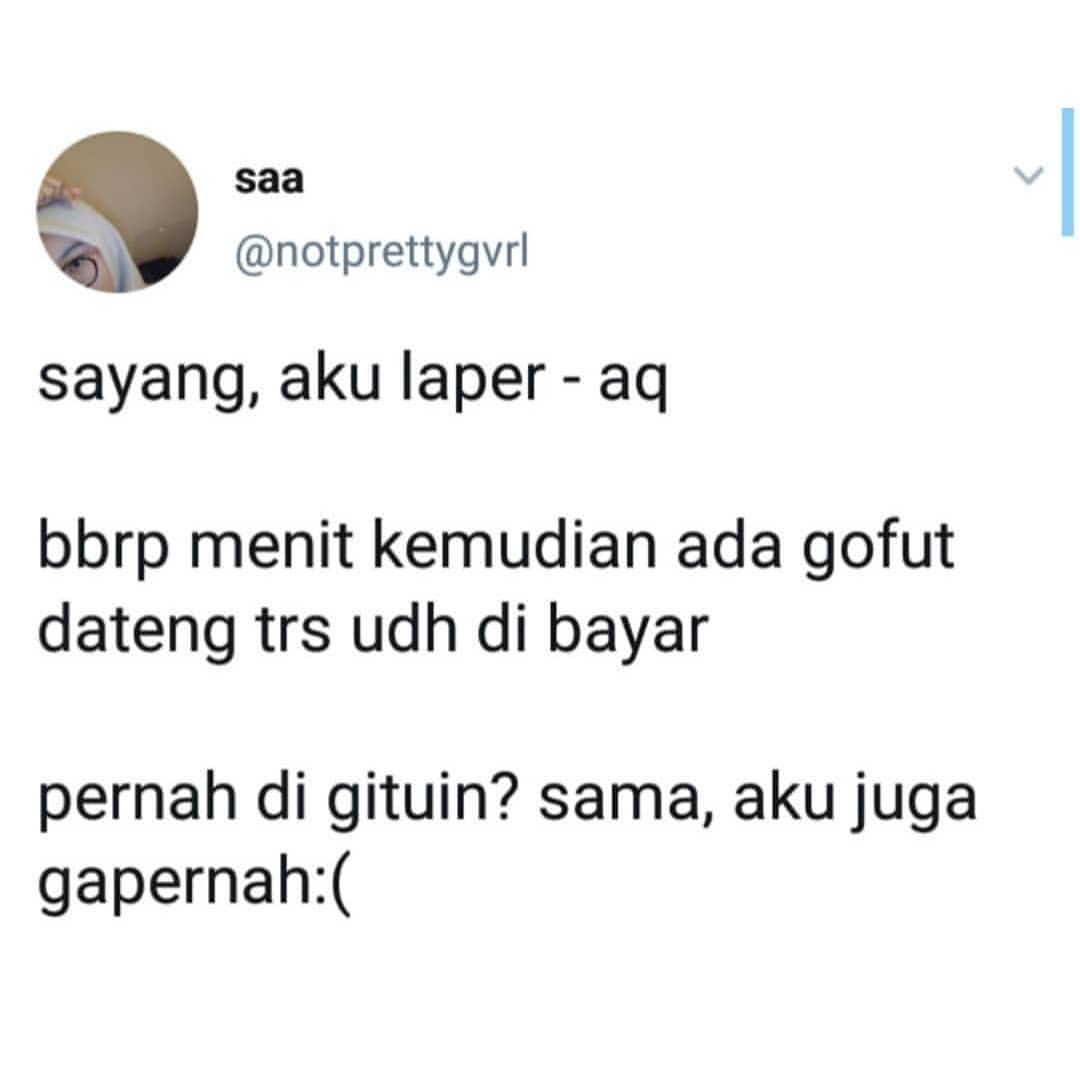 saa
@notprettygvrl
sayang, aku laper - aq
bbrp menit kemudian ada gofut
dateng trs udh di bayar
pernah di gituin? sama, aku juga
gapernah:(